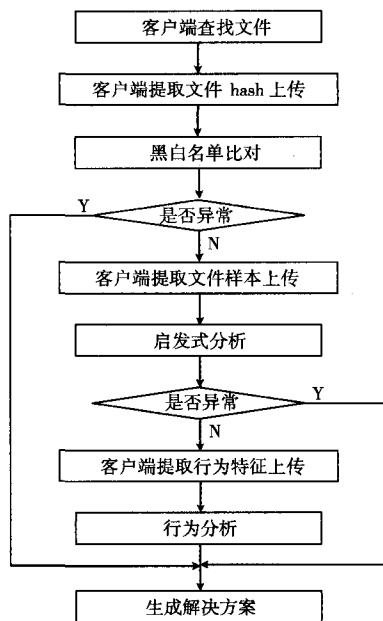 客户端查找文件
客户端提取文件 hash 上传
黑白名单比对
Y
是否异常
N
客户端提取文件样本上传
启发式分析
是否异常
Y
N
客户端提取行为特征上传
行为分析
生成解决方案